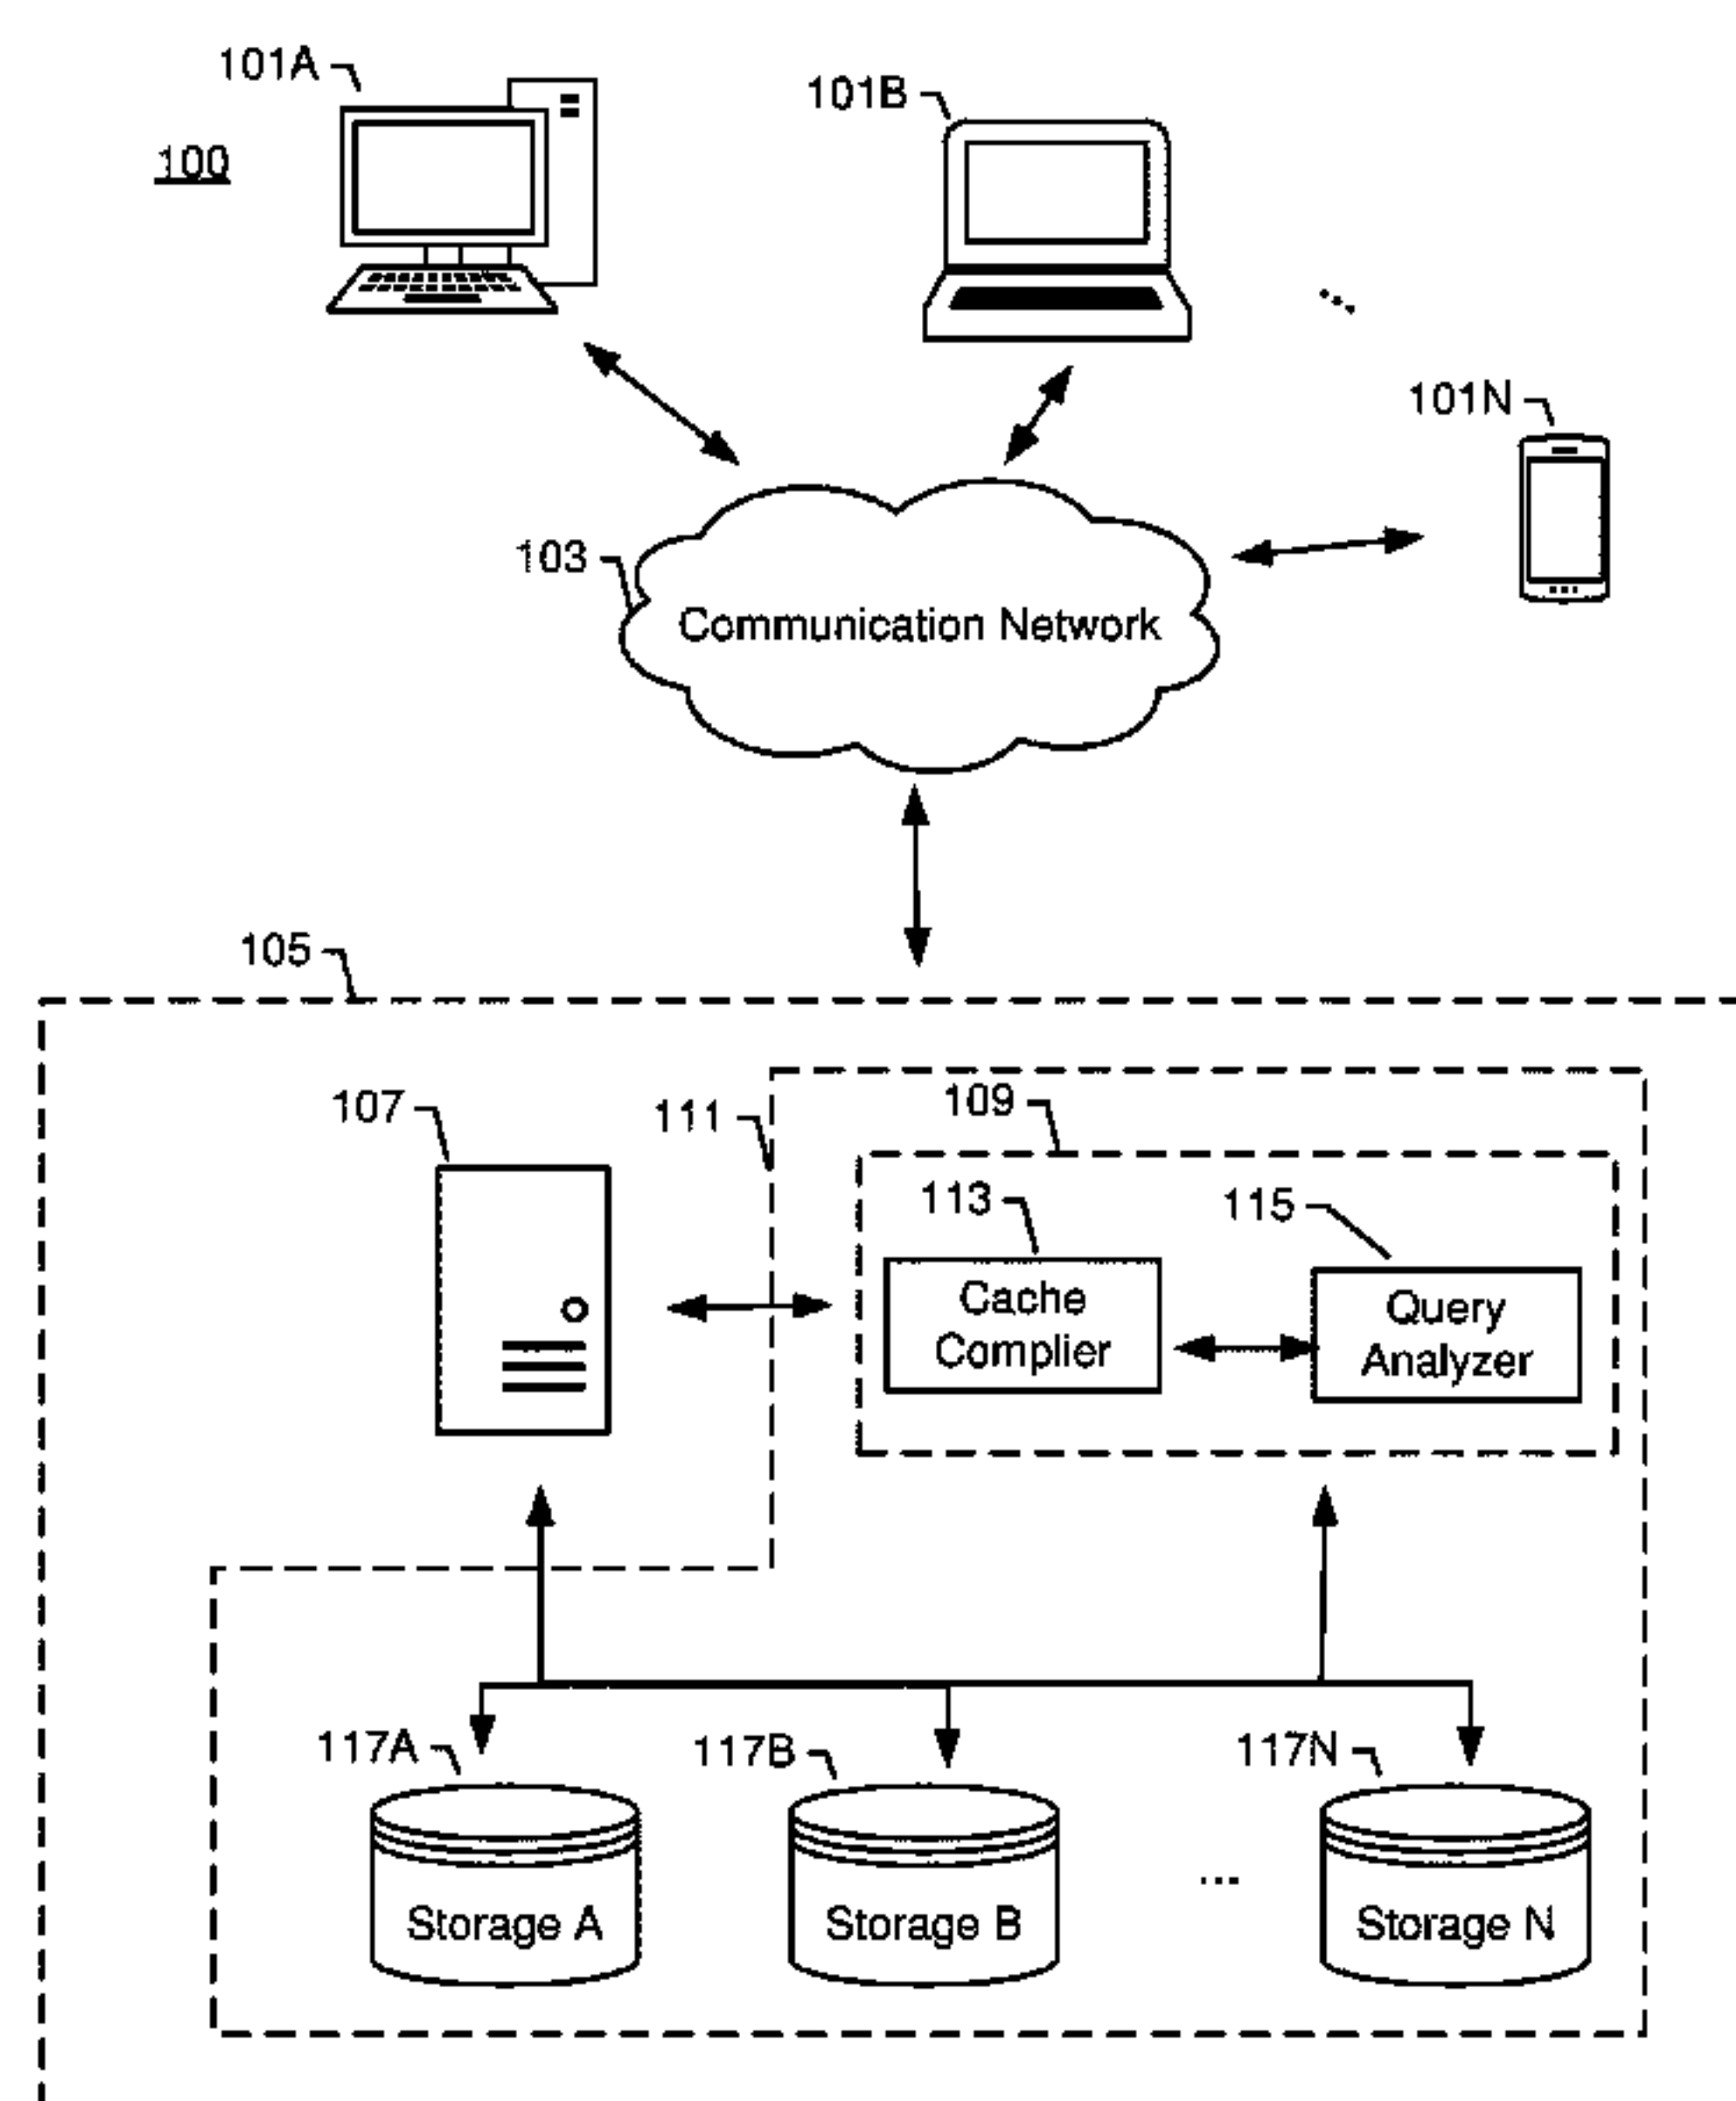 101A
101B
100
101N
103
Communication Network
105
107
111
109
113
115
Cache
Complier
Query
Analyzer
117A
117B
117N
Storage A
Storage B
...
Storage N